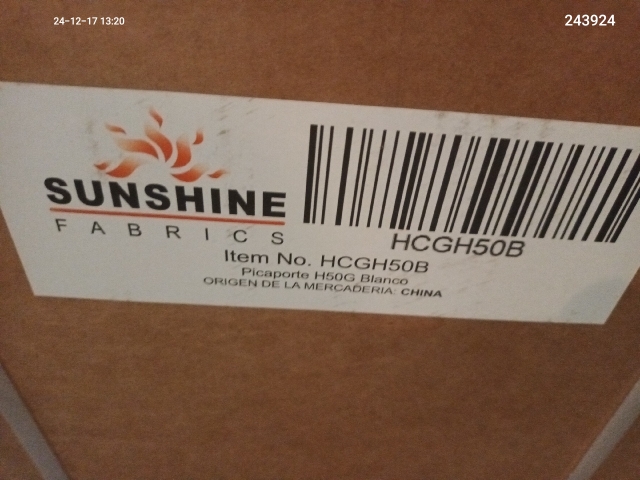 24-12-17 13:20
243924
SUNSHINE
FABRICS
HCGH50B
Item No. HCGH50B
Picaporte H50G Blanco
ORIGEN DE LA MERCADERIA: CHINA